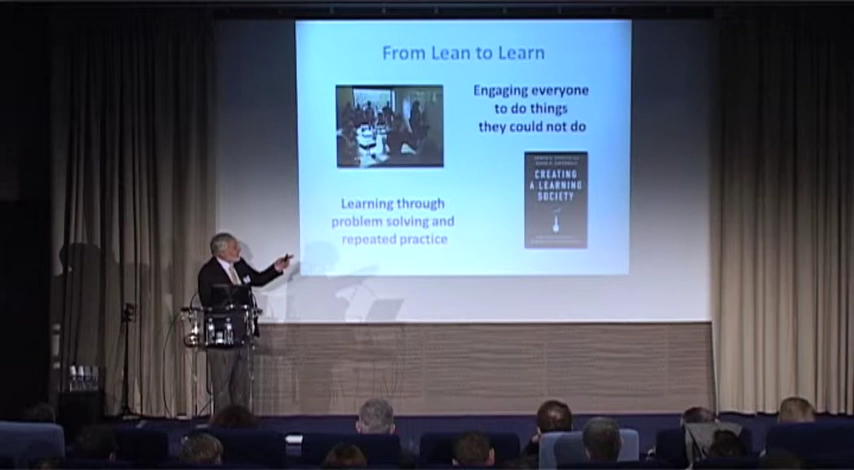 From Lean to Learn
Engaging everyone
to do things
they could not do
CREATING
A LEARNING
SOCIETY
Learning through
problem solving and
repeated practice